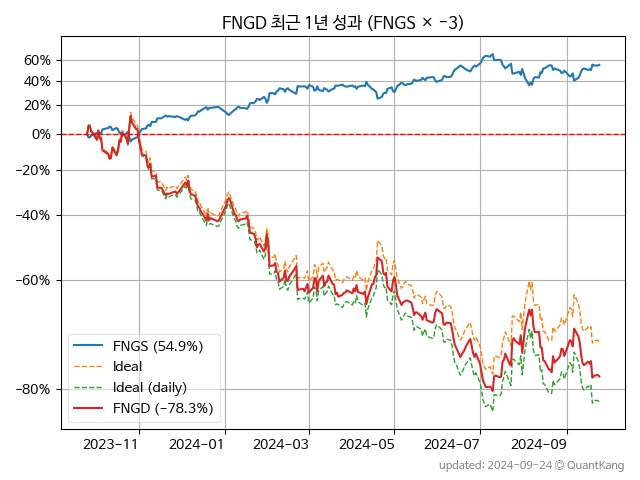 FNGD 최근 1년 성과 (FNGS × −3)
60%
40%
20%
0%
−20%
−40%
−60%
−80%
FNGS (54.9%)
Ideal
Ideal (daily)
FNGD (−78.3%)
2023−11
2024−01
2024−03
2024−05
2024−07
2024−09
updated: 2024−09−24 © QuantKang